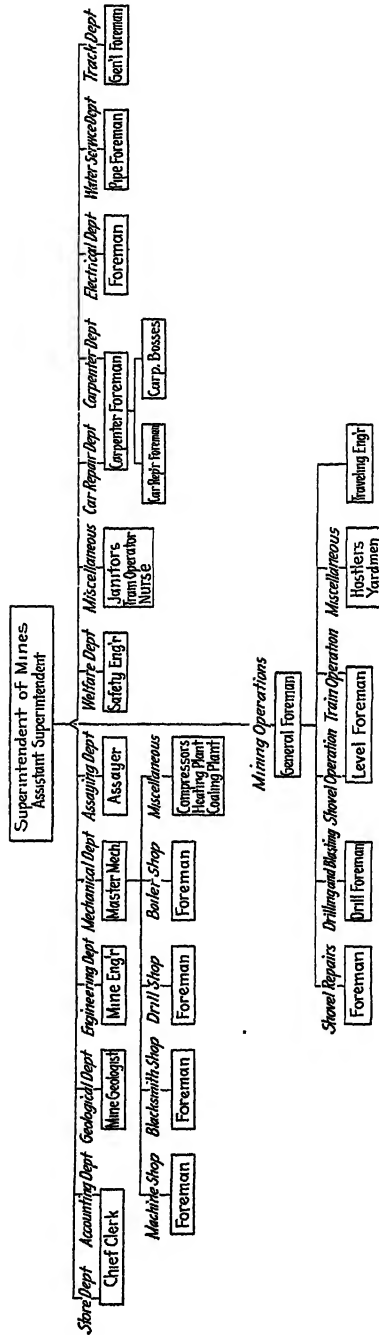 Superintendent of Mines
Assistant Superintendent
Store Dept
Accounting Dept
Chief Clerk
Geological Dept
Mine Geologist
Engineering Dept
Mine Eng'r
Mechanical Dept
Master Mech
Assaying Dept
Assayer
Welfare Dept
Safety Eng'r
Miscellaneous
Janitors
Tram Operator
Nurse
Car Repair Dept
Carpenter Dept
Carpenter Foreman
Car Rep'r Foreman
Carp. Bosses
Electrical Dept
Foreman
Water Service Dept
Pipe Foreman
Track Dept
Gen'l Foreman
Machine Shop
Foreman
Blacksmith Shop
Foreman
Drill Shop
Foreman
Boiler Shop
Foreman
Miscellaneous
Compressors
Heating Plant
Coaling Plant
Mining Operations
General Foreman
Shovel Repairs
Foreman
Drilling and Blasting
Drill Foreman
Shovel Operation
Train Operation
Level Foreman
Miscellaneous
Hostlers
Yardmen
Traveling Eng'r